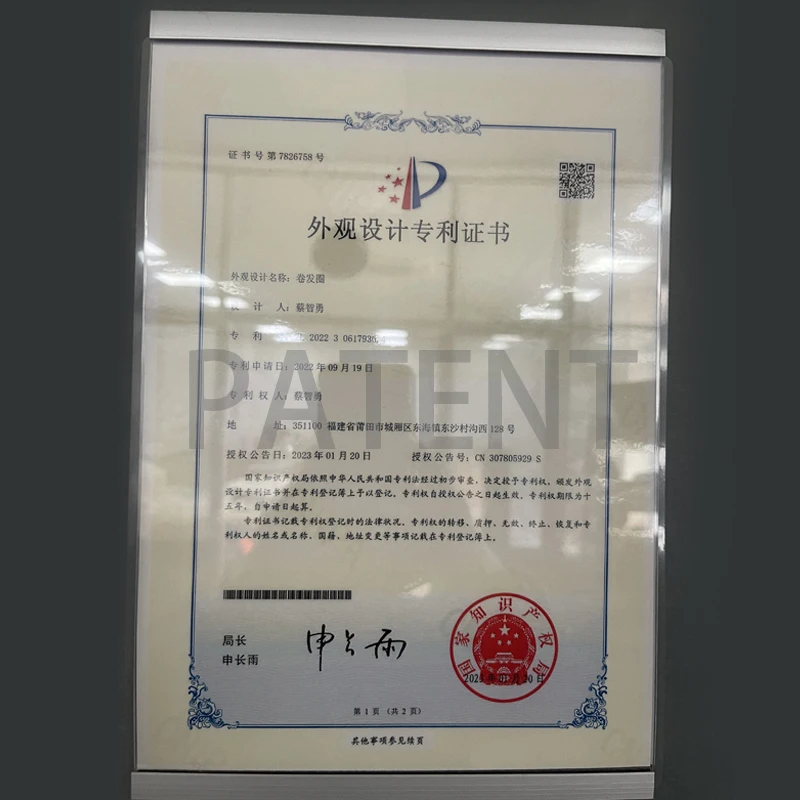 证书号第7826758号
外观设计专利证书
外观设计名称：卷发圈
设 计 人：蔡智勇
专 利 2022 3 0617935.
专利申请日：2022年09月19日
专 利 权 人：蔡智勇
地 址：351100 福建省莆田市城厢区东海镇东沙村沟西128号
授权公告日：2023年01月20日 授权公告号：CN 307805929 S
国家知识产权局依照中华人民共和国专利法经过初步审查，决定授予专利权，颁发外观
设计专利证书并在专利登记簿上予以登记。专利权自授权公告之日起生效。专利权期限为十
五年，自申请日起算。
专利证书记载专利权登记时的法律状况。专利权的转移、质押、无效、终止、恢复和专
利权人的姓名或名称、国籍、地址变更等事项记载在专利登记簿上。
PATENT
局长
申长雨
申长雨
国家知识产权局
2023年01月20日
第 1 页（共 2 页）
其他事项参见续页